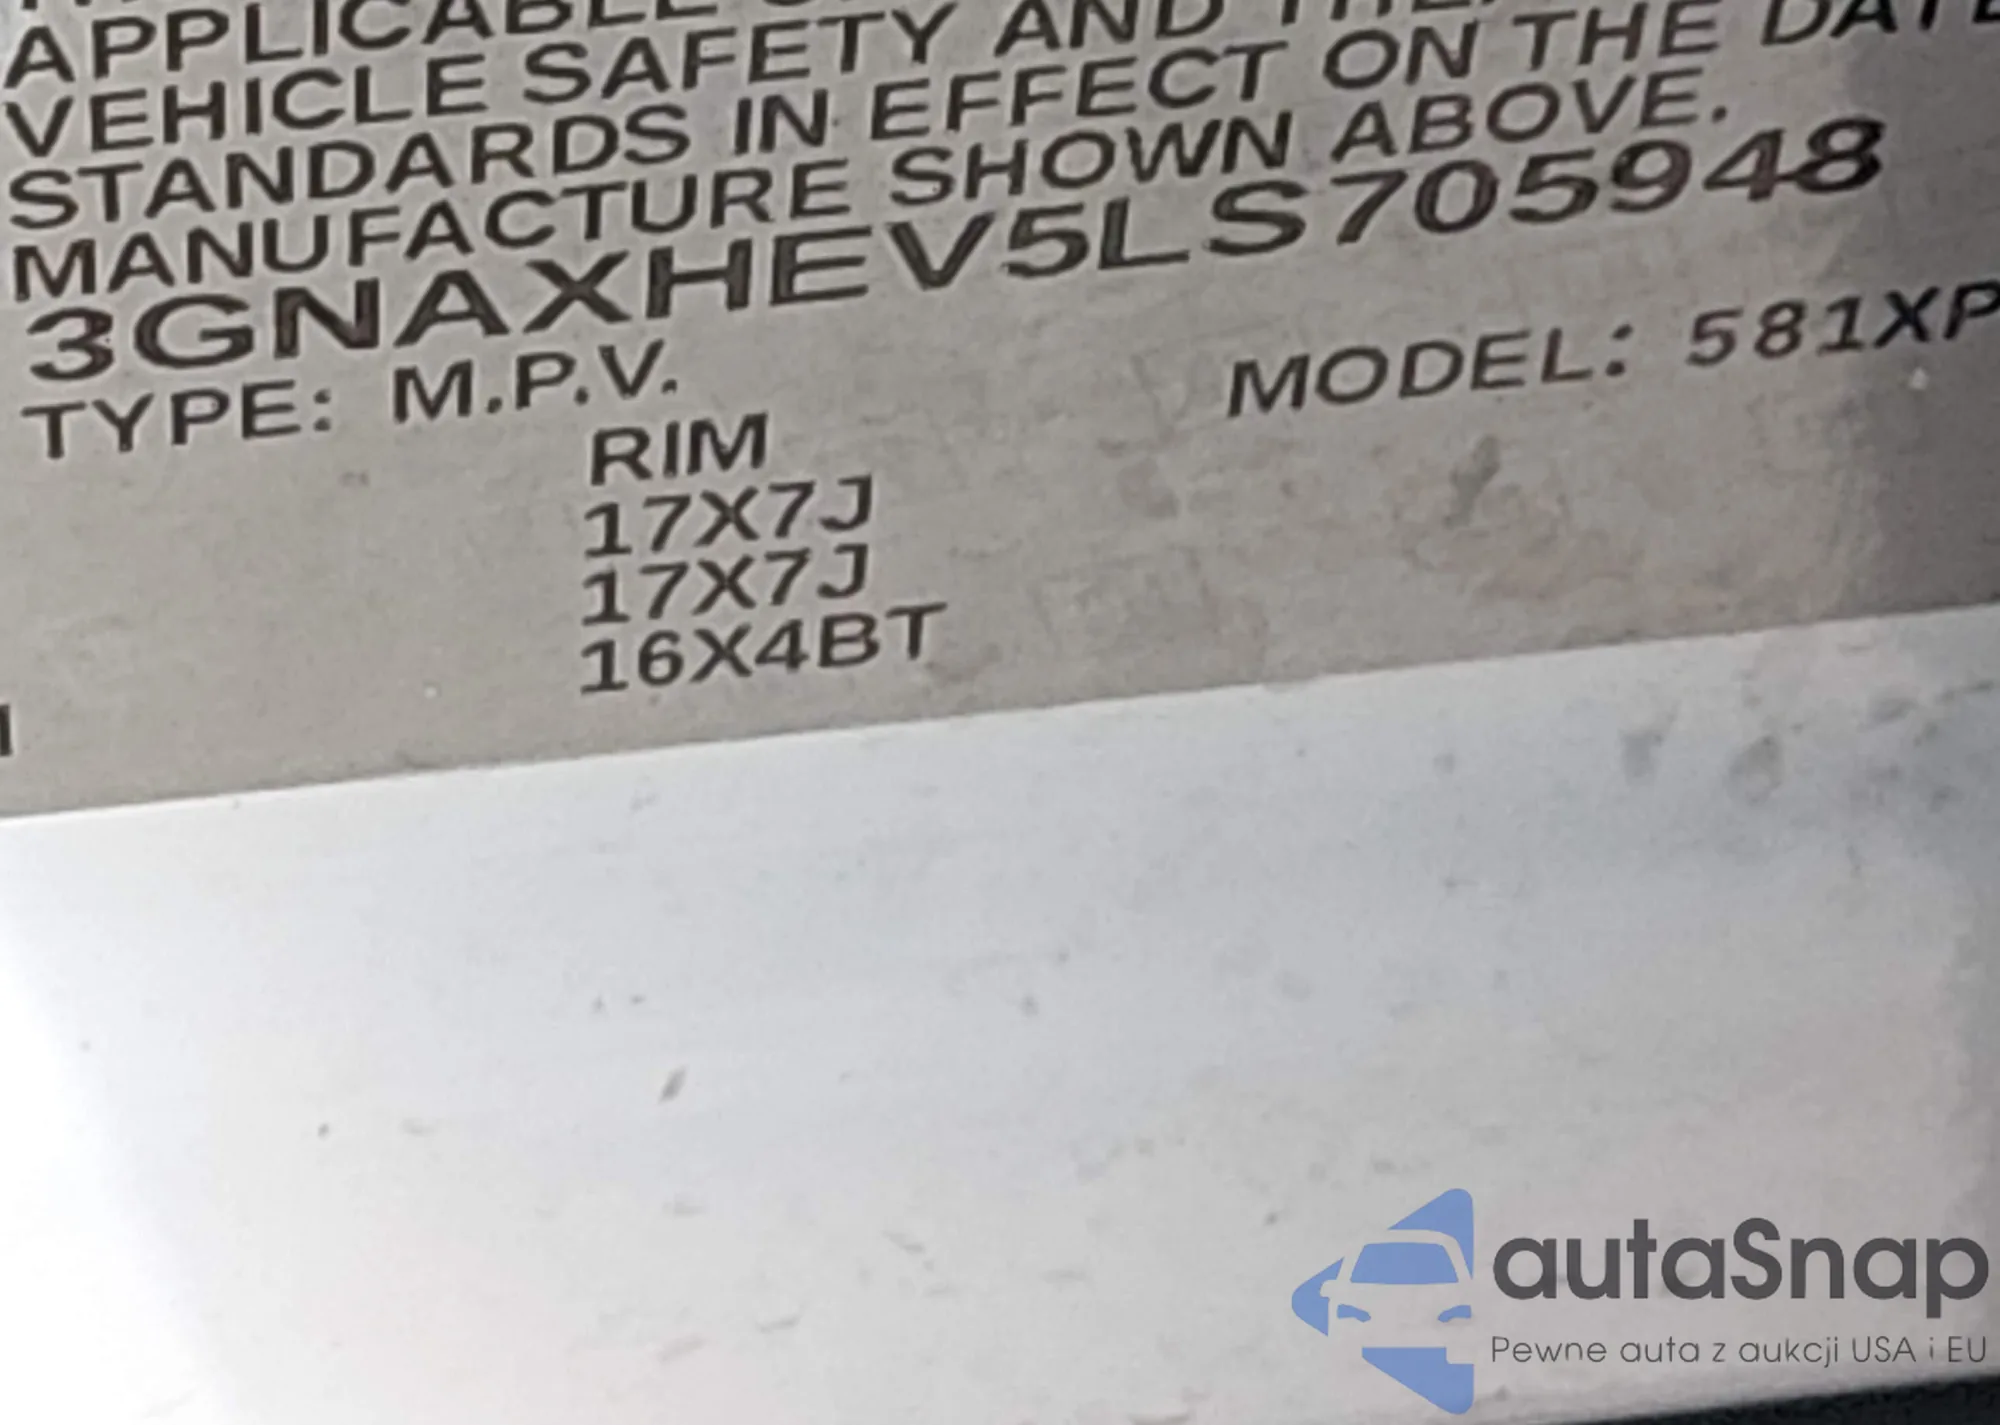 APPLICABLE
VEHICLE SAFETY AND
STANDARDS IN EFFECT ON THE DATE
MANUFACTURE SHOWN ABOVE.
3GNAXHEV5LS705948
TYPE: M.P.V. MODEL: 581XP
RIM
17X7J
17X7J
16X4BT
autaSnap
Pewne auta z aukcji USA i EU